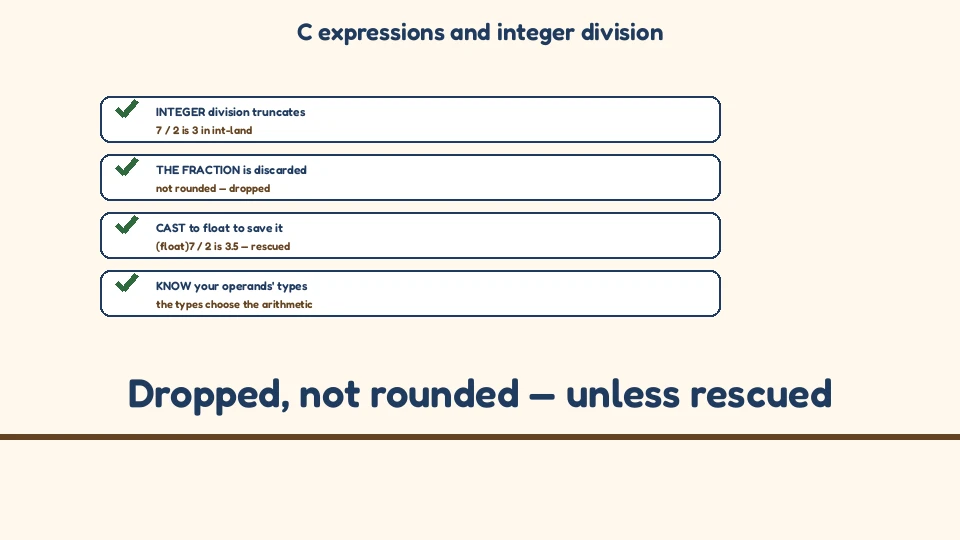 C expressions and integer division
INTEGER division truncates
7 / 2 is 3 in int-land
THE FRACTION is discarded
not rounded — dropped
CAST to float to save it
(float)7 / 2 is 3.5 — rescued
KNOW your operands' types
the types choose the arithmetic
Dropped, not rounded — unless rescued